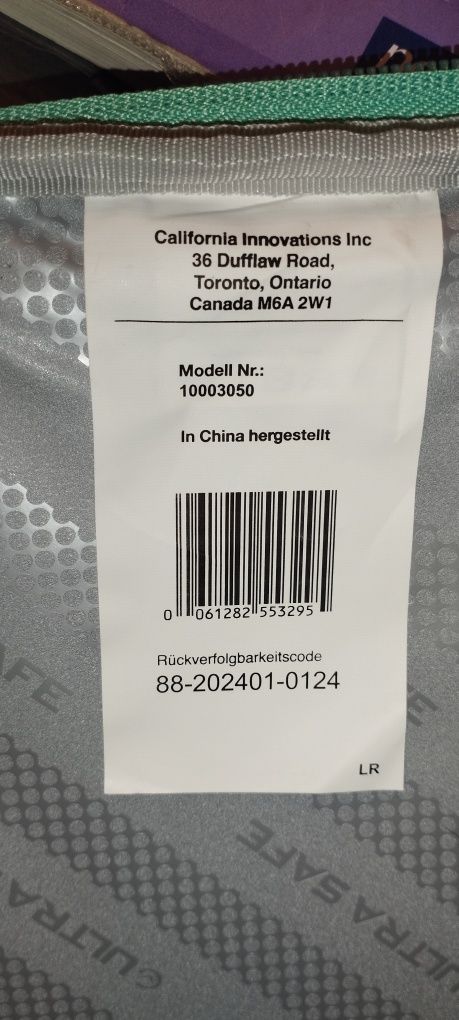 California Innovations Inc
36 Dufflaw Road,
Toronto, Ontario
Canada M6A 2W1
Modell Nr.:
10003050
In China hergestellt
0 061282 553295
Rückverfolgbarkeitscode
88-202401-0124
LR
SAFE
ULTRA SAFE
© ULTRA